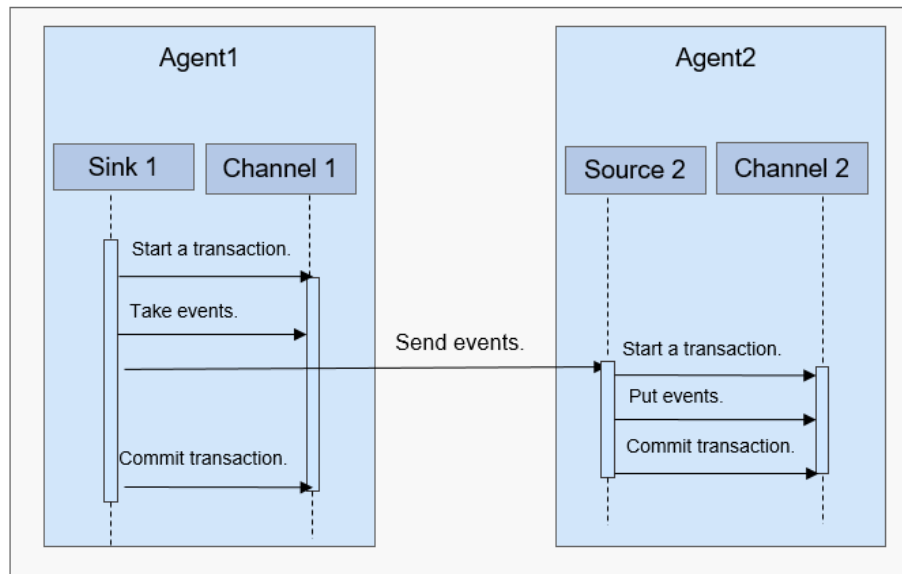 Agent1
Agent2
Sink 1
Channel 1
Source 2
Channel 2
Start a transaction.
Take events.
Send events.
Start a transaction.
Put events.
Commit transaction.
Commit transaction.